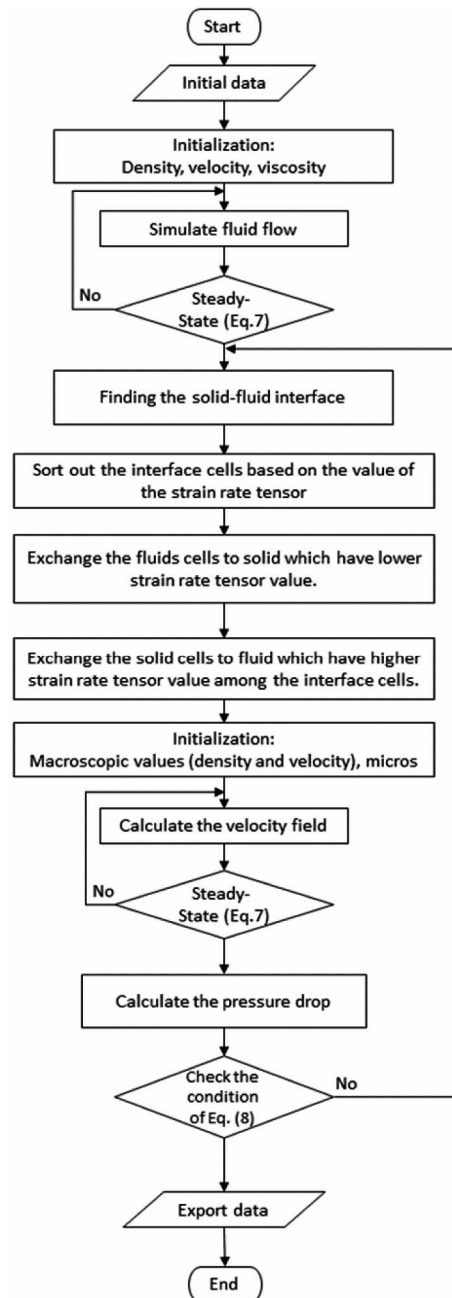 Start
Initial data
Initialization:
Density, velocity, viscosity
Simulate fluid flow
No
Steady-
State (Eq.7)
Finding the solid-fluid interface
Sort out the interface cells based on the value of
the strain rate tensor
Exchange the fluids cells to solid which have lower
strain rate tensor value.
Exchange the solid cells to fluid which have higher
strain rate tensor value among the interface cells.
Initialization:
Macroscopic values (density and velocity), micros
Calculate the velocity field
No
Steady-
State (Eq.7)
Calculate the pressure drop
Check the
condition
of Eq. (8)
No
Export data
End